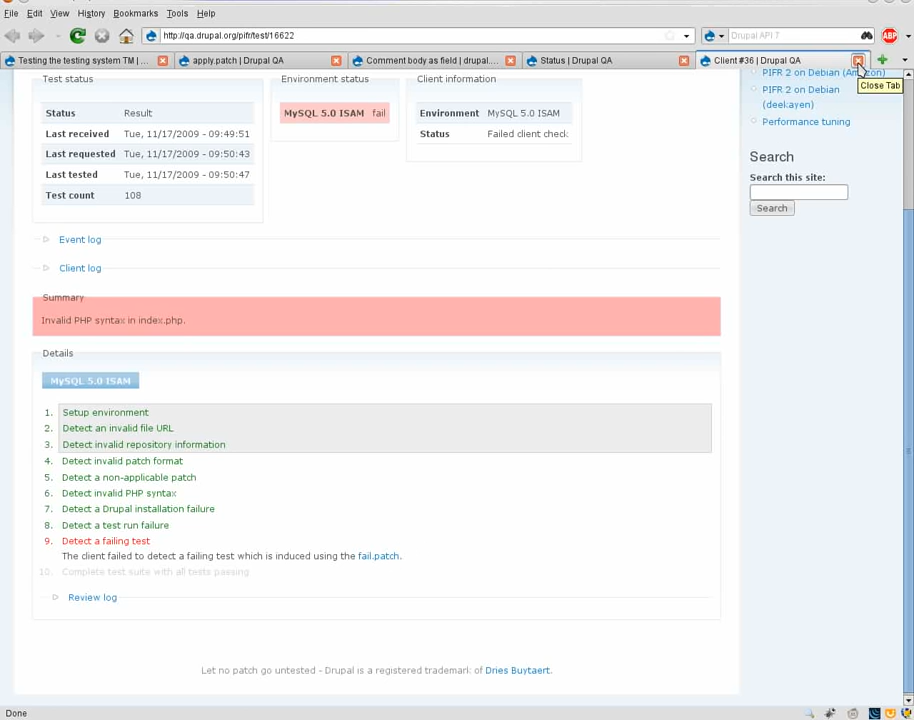 File Edit View History Bookmarks Tools Help
http://qa.drupal.org/pifr/test/16622
Drupal API 7
ABP
Testing the testing system TM | ...
apply.patch | Drupal QA
Comment body as field | drupal....
Status | Drupal QA
Client #36 | Drupal QA
Close Tab
Test status
Environment status
Client information
PIFR 2 on Debian (Amazon)
PIFR 2 on Debian
(deekayen)
Performance tuning
Status Result
Last received Tue, 11/17/2009 - 09:49:51
Last requested Tue, 11/17/2009 - 09:50:43
Last tested Tue, 11/17/2009 - 09:50:47
Test count 108
MySQL 5.0 ISAM fail
Environment MySQL 5.0 ISAM
Status Failed client check
Search
Search this site:
Search
Event log
Client log
Summary
Invalid PHP syntax in index.php.
Details
MySQL 5.0 ISAM
1. Setup environment
2. Detect an invalid file URL
3. Detect invalid repository information
4. Detect invalid patch format
5. Detect a non-applicable patch
6. Detect invalid PHP syntax
7. Detect a Drupal installation failure
8. Detect a test run failure
9. Detect a failing test
The client failed to detect a failing test which is induced using the fail.patch.
10. Complete test suite with all tests passing
Review log
Let no patch go untested - Drupal is a registered trademark of Dries Buytaert.
Done